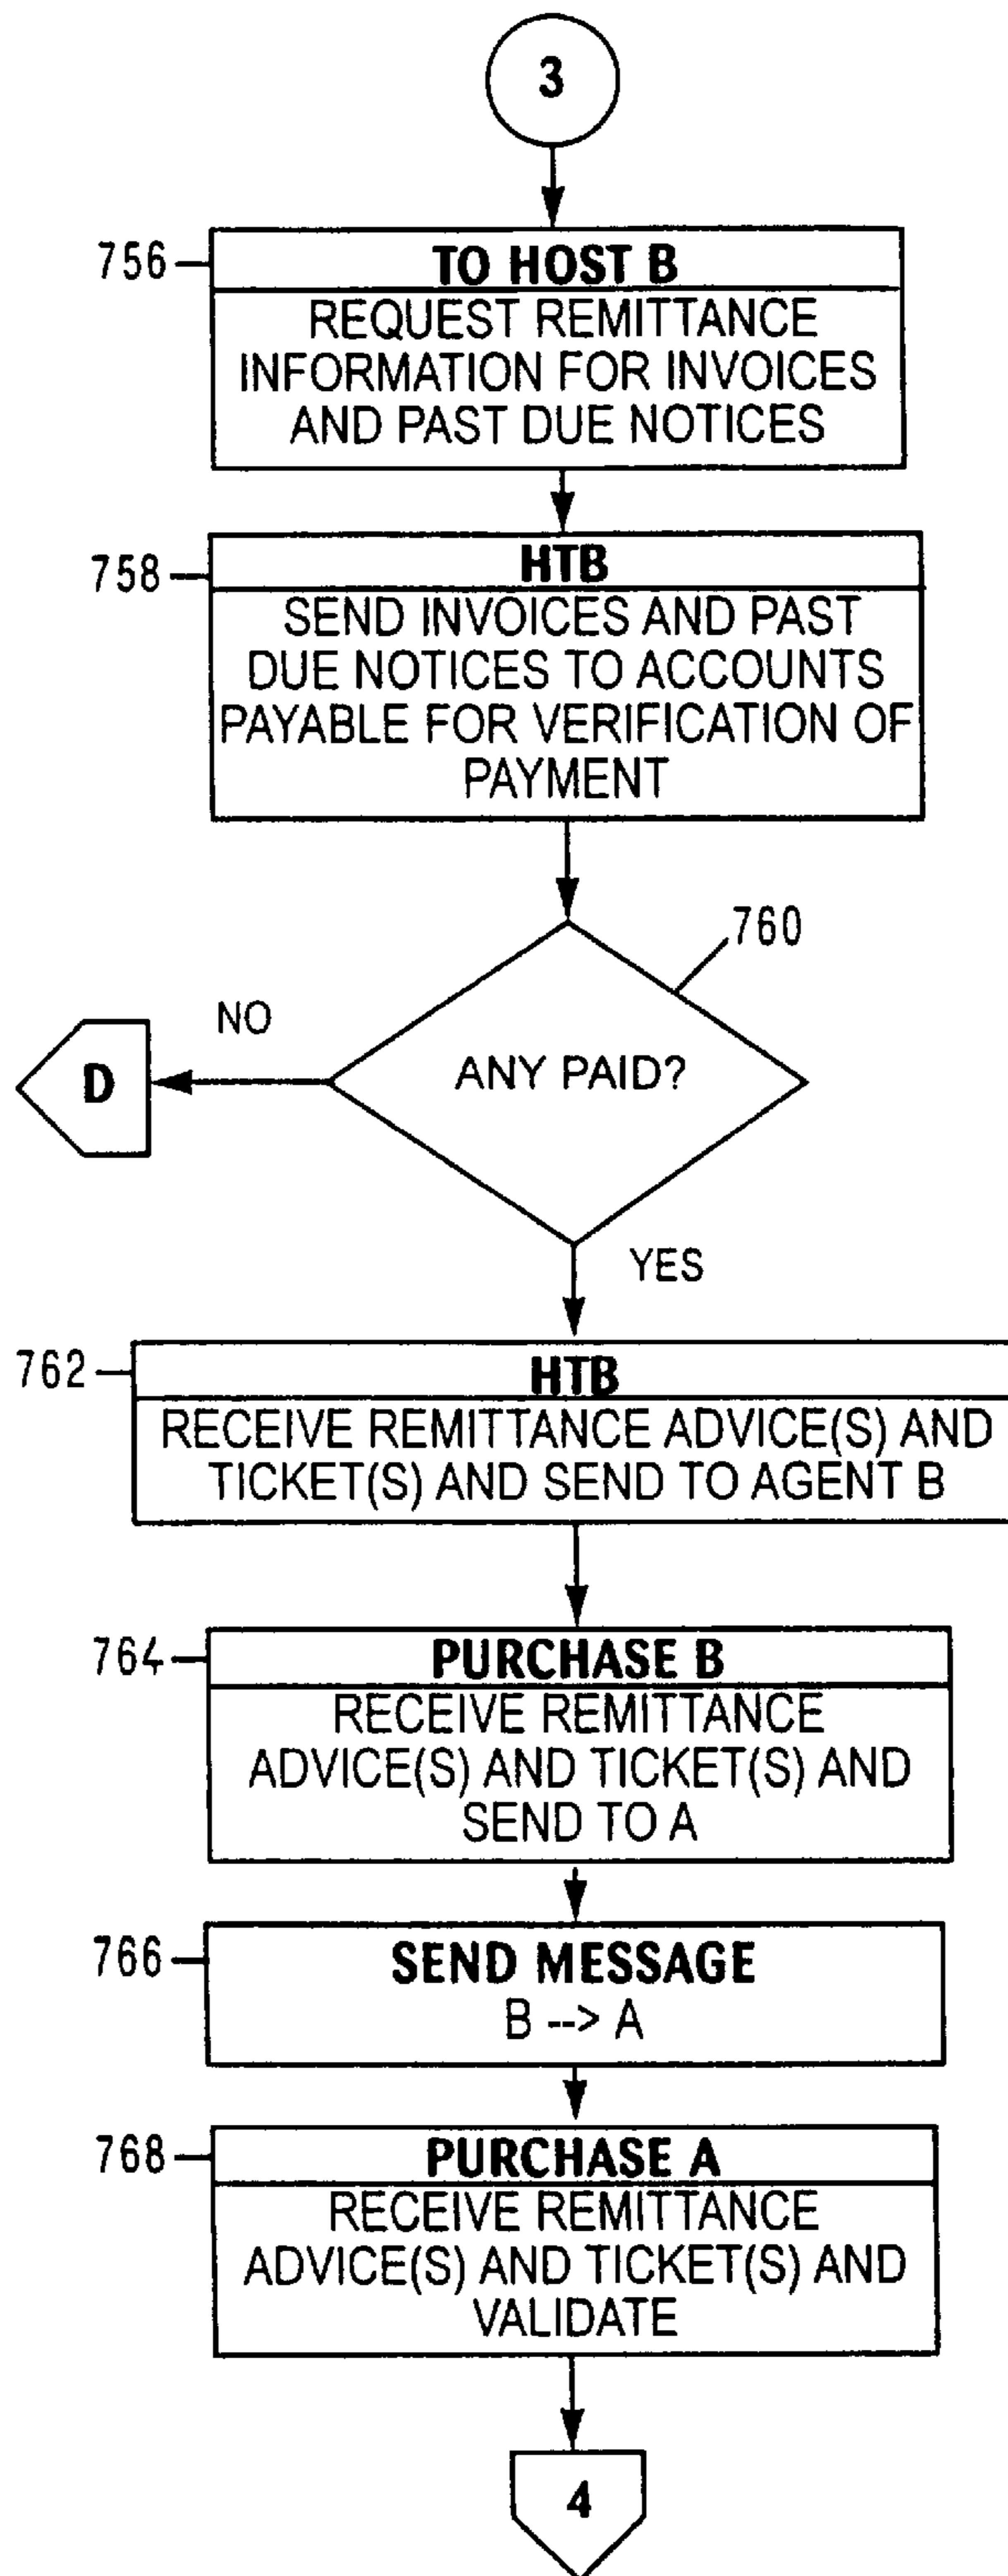 3
756
TO HOST B
REQUEST REMITTANCE
INFORMATION FOR INVOICES
AND PAST DUE NOTICES
758
HTB
SEND INVOICES AND PAST
DUE NOTICES TO ACCOUNTS
PAYABLE FOR VERIFICATION OF
PAYMENT
760
ANY PAID?
NO
D
YES
762
HTB
RECEIVE REMITTANCE ADVICE(S) AND
TICKET(S) AND SEND TO AGENT B
764
PURCHASE B
RECEIVE REMITTANCE
ADVICE(S) AND TICKET(S) AND
SEND TO A
766
SEND MESSAGE
B --> A
768
PURCHASE A
RECEIVE REMITTANCE
ADVICE(S) AND TICKET(S) AND
VALIDATE
4